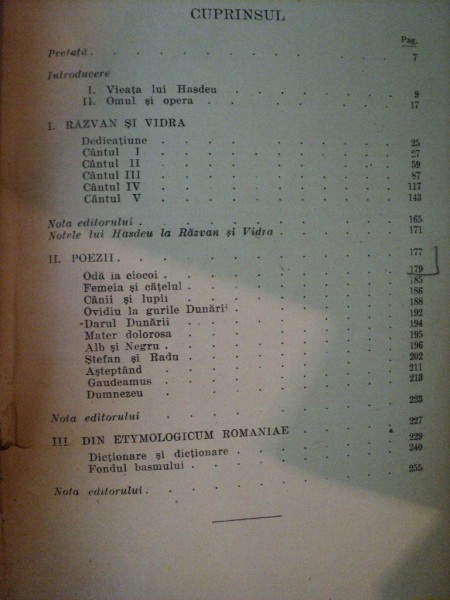 CUPRINSUL
Pag.
Prefată . . . . . . . . . 7
Introducere
I. Vieața lui Hasdeu . . . . . . . 9
II. Omul și opera . . . . . . . 17
I. RĂZVAN ȘI VIDRA
Dedicațiune . . . . . . . . 25
Cântul I . . . . . . . . 27
Cântul II . . . . . . . . 59
Cântul III . . . . . . . . 87
Cântul IV . . . . . . . . 117
Cântul V . . . . . . . . 143
Nota editorului . . . . . . . . 165
Notele lui Hasdeu la Răzvan și Vidra . . . . . 171
II. POEZII . . . . . . . . 177
Odă la ciocoi . . . . . . . 179
Femeia și cățelul . . . . . . . 185
Cânii și lupii . . . . . . . 186
Ovidiu la gurile Dunării . . . . . . 188
Darul Dunării . . . . . . . 192
Mater dolorosa . . . . . . . 194
Alb și Negru . . . . . . . 195
Ștefan și Radu . . . . . . . 196
Așteptând . . . . . . . 202
Gaudeamus . . . . . . . 211
Dumnezeu . . . . . . . 213
Nota editorului . . . . . . . 223
III. DIN ETYMOLOGICUM ROMANIAE . . . . 227
Dicționare și dicționare . . . . . . 229
Fondul basmului . . . . . . . 240
Nota editorului . . . . . . . . 255